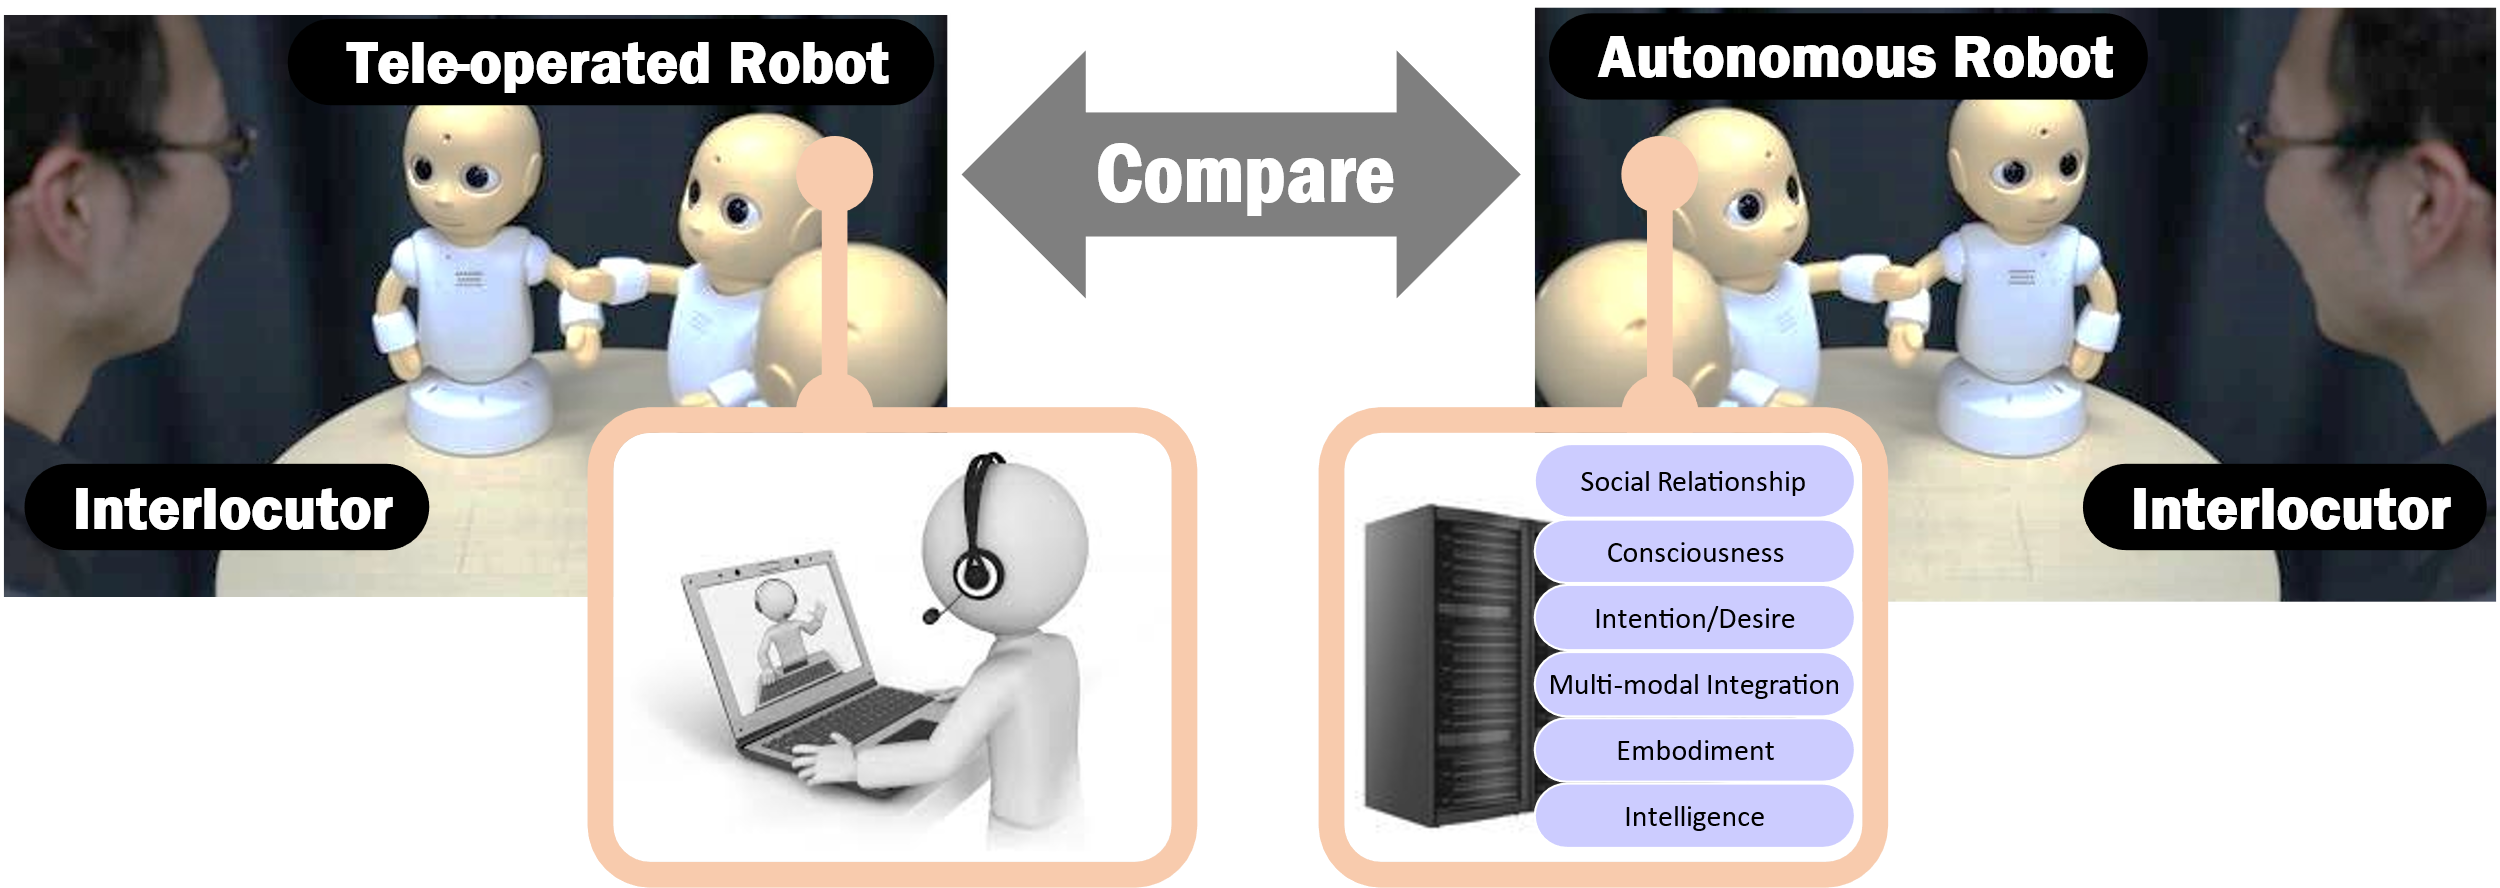 Tele-operated Robot
Autonomous Robot
Compare
Interlocutor
Interlocutor
Social Relationship
Consciousness
Intention/Desire
Multi-modal Integration
Embodiment
Intelligence